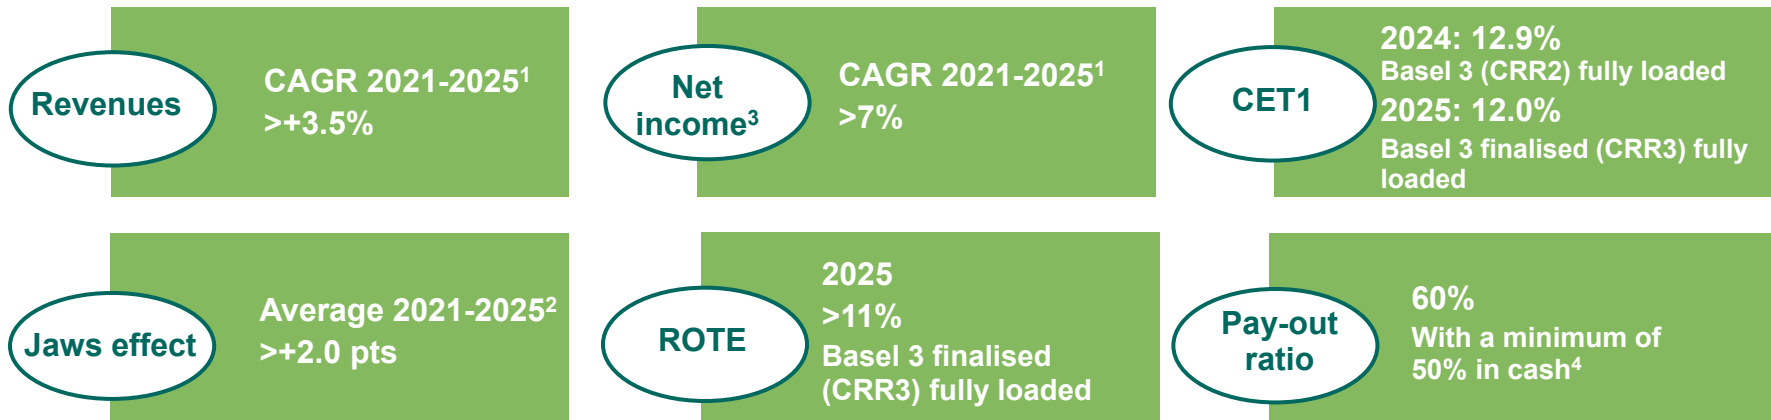 Revenues
CAGR 2021-2025¹
>+3.5%
Net
income³
CAGR 2021-2025¹
>7%
CET1
2024: 12.9%
Basel 3 (CRR2) fully loaded
2025: 12.0%
Basel 3 finalised (CRR3) fully
loaded
Jaws effect
Average 2021-2025²
>+2.0 pts
ROTE
2025
>11%
Basel 3 finalised
(CRR3) fully loaded
Pay-out
ratio
60%
With a minimum of
50% in cash⁴